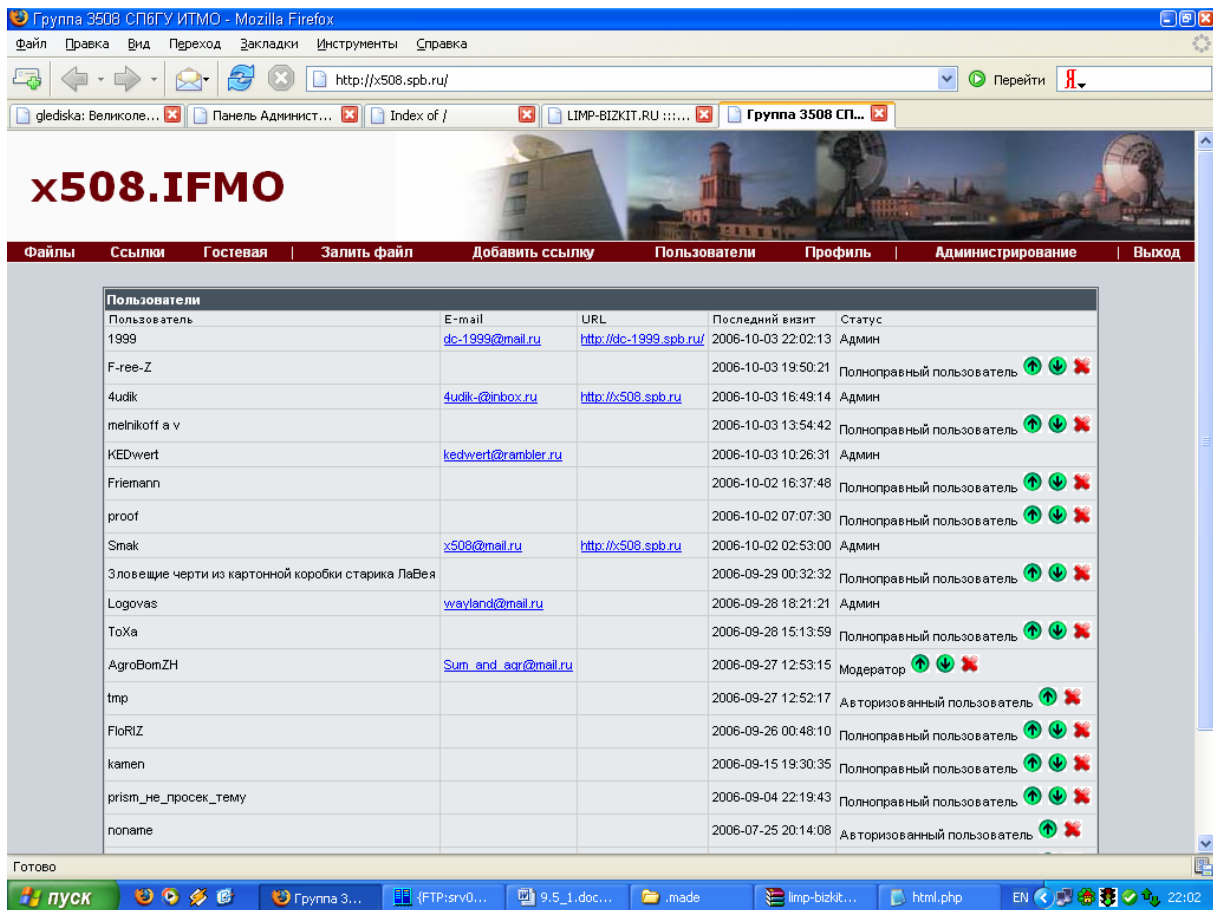 Группа 3508 СПбГУ ИТМО - Mozilla Firefox
Файл Правка Вид Переход Закладки Инструменты Справка
http://x508.spb.ru/ Перейти Я
glediska: Великоле... Панель Админист... Index of / LIMP-BIZKIT.RU :::... Группа 3508 СП...
x508.IFMO
Файлы Ссылки Гостевая | Залить файл Добавить ссылку Пользователи Профиль | Администрирование | Выход
Пользователи
Пользователь E-mail URL Последний визит Статус
1999 dc-1999@mail.ru http://dc-1999.spb.ru/ 2006-10-03 22:02:13 Админ
F-ree-Z 2006-10-03 19:50:21 Полноправный пользователь
4udik 4udik-@inbox.ru http://x508.spb.ru 2006-10-03 16:49:14 Админ
melnikoff a v 2006-10-03 13:54:42 Полноправный пользователь
KEDwert kedwert@rambler.ru 2006-10-03 10:26:31 Админ
Friemann 2006-10-02 16:37:48 Полноправный пользователь
proof 2006-10-02 07:07:30 Полноправный пользователь
Smak x508@mail.ru http://x508.spb.ru 2006-10-02 02:53:00 Админ
Зловещие черти из картонной коробки старика ЛаВея 2006-09-29 00:32:32 Полноправный пользователь
Logovas wayland@mail.ru 2006-09-28 18:21:21 Админ
ToXa 2006-09-28 15:13:59 Полноправный пользователь
AgroBomZH Sum_and_agr@mail.ru 2006-09-27 12:53:15 Модератор
tmp 2006-09-27 12:52:17 Авторизованный пользователь
FloRIZ 2006-09-26 00:48:10 Полноправный пользователь
kamen 2006-09-15 19:30:35 Полноправный пользователь
prism_не_просек_тему 2006-09-04 22:19:43 Полноправный пользователь
noname 2006-07-25 20:14:08 Авторизованный пользователь
Готово
пуск Группа 3... {FTP:srv0... 9.5_1.doc... .made limp-bizkit... html.php EN 22:02